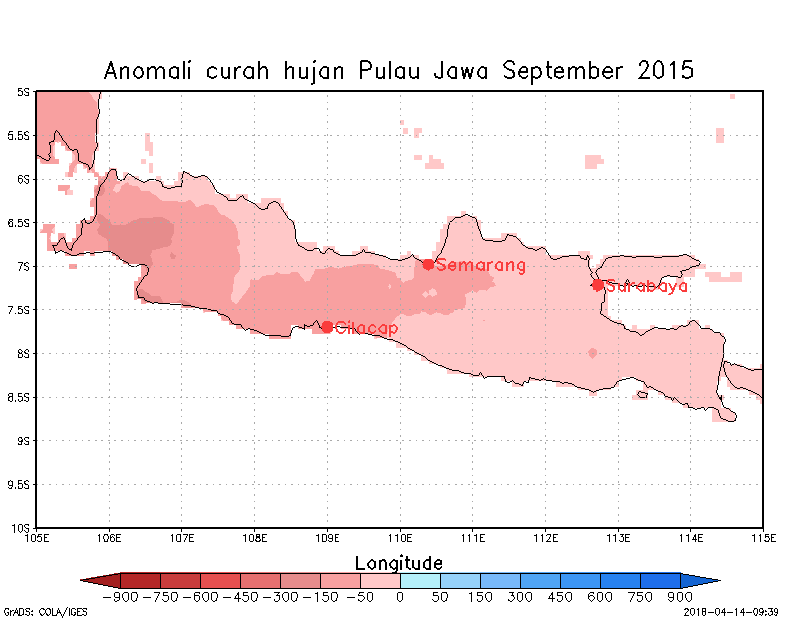 Anomali curah hujan Pulau Jawa September 2015
5S
5.5S
6S
6.5S
7S
7.5S
8S
8.5S
9S
9.5S
10S
Semarang
Surabaya
Cilacap
105E 106E 107E 108E 109E 110E 111E 112E 113E 114E 115E
Longitude
-900 -750 -600 -450 -300 -150 -50 0 50 150 300 450 600 750 900
GrADS: COLA/IGES
2018-04-14-09:39